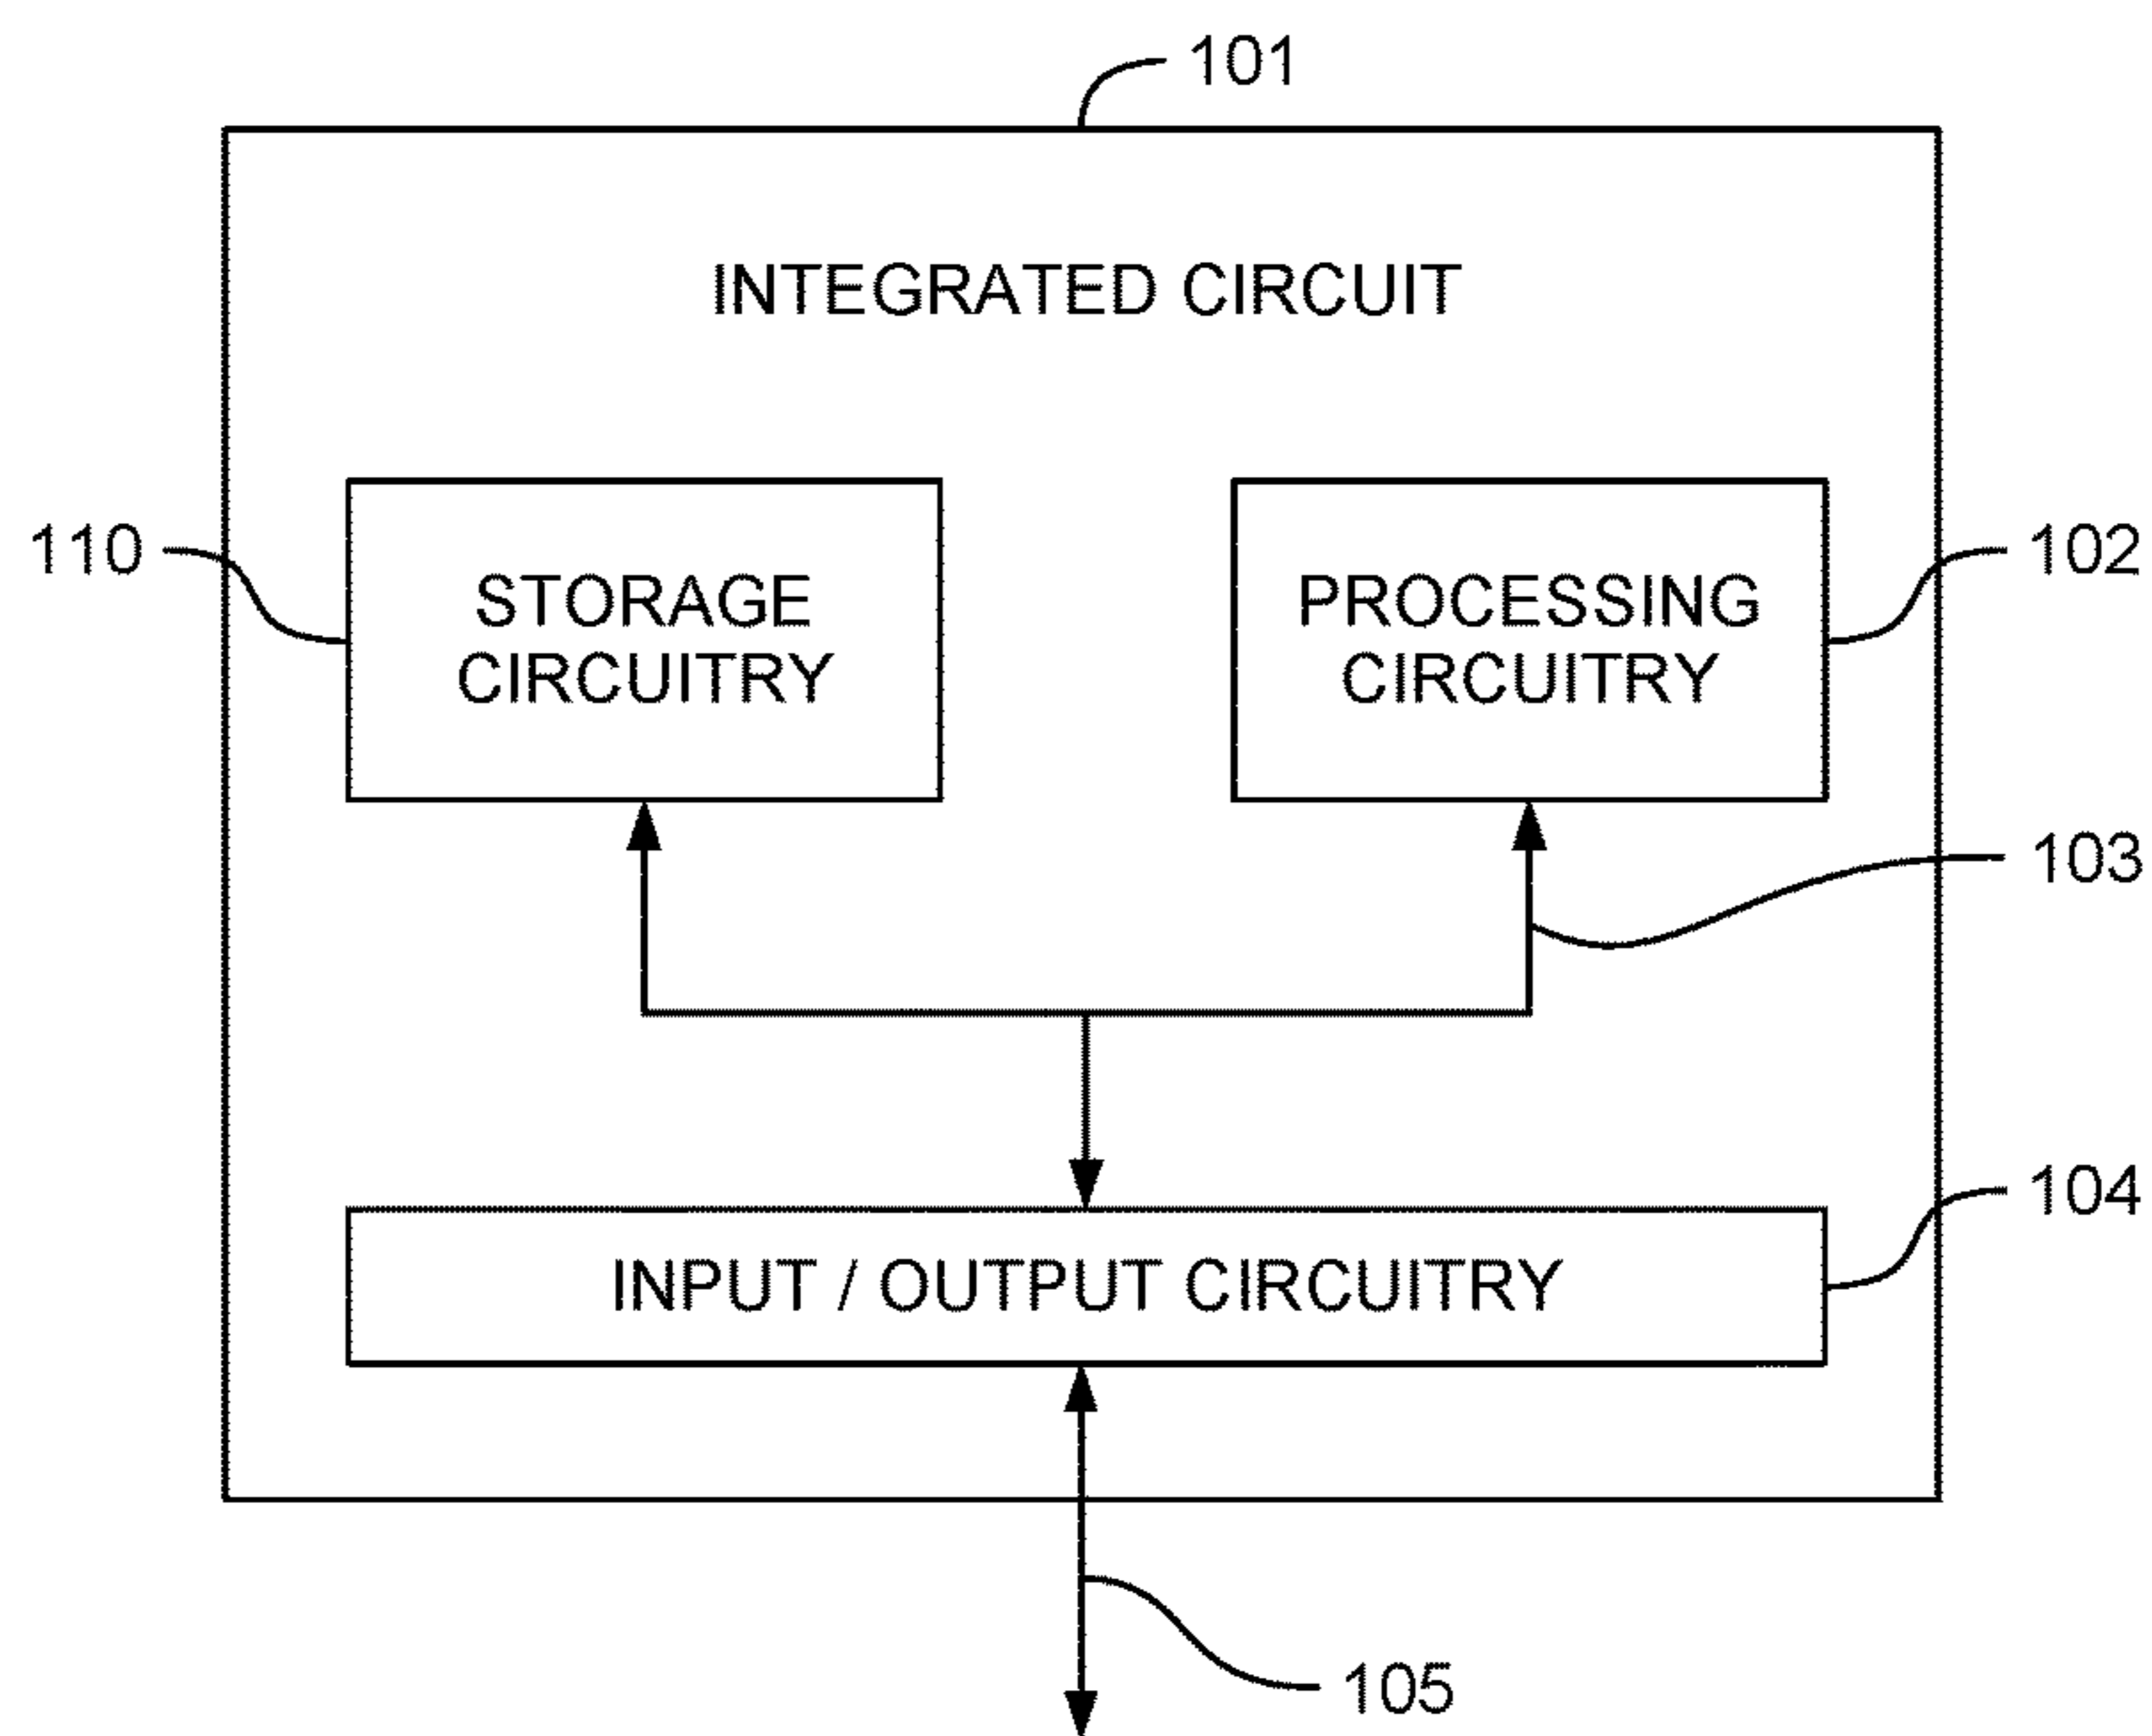 101
INTEGRATED CIRCUIT
110
STORAGE
CIRCUITRY
PROCESSING
CIRCUITRY
102
103
104
INPUT / OUTPUT CIRCUITRY
105